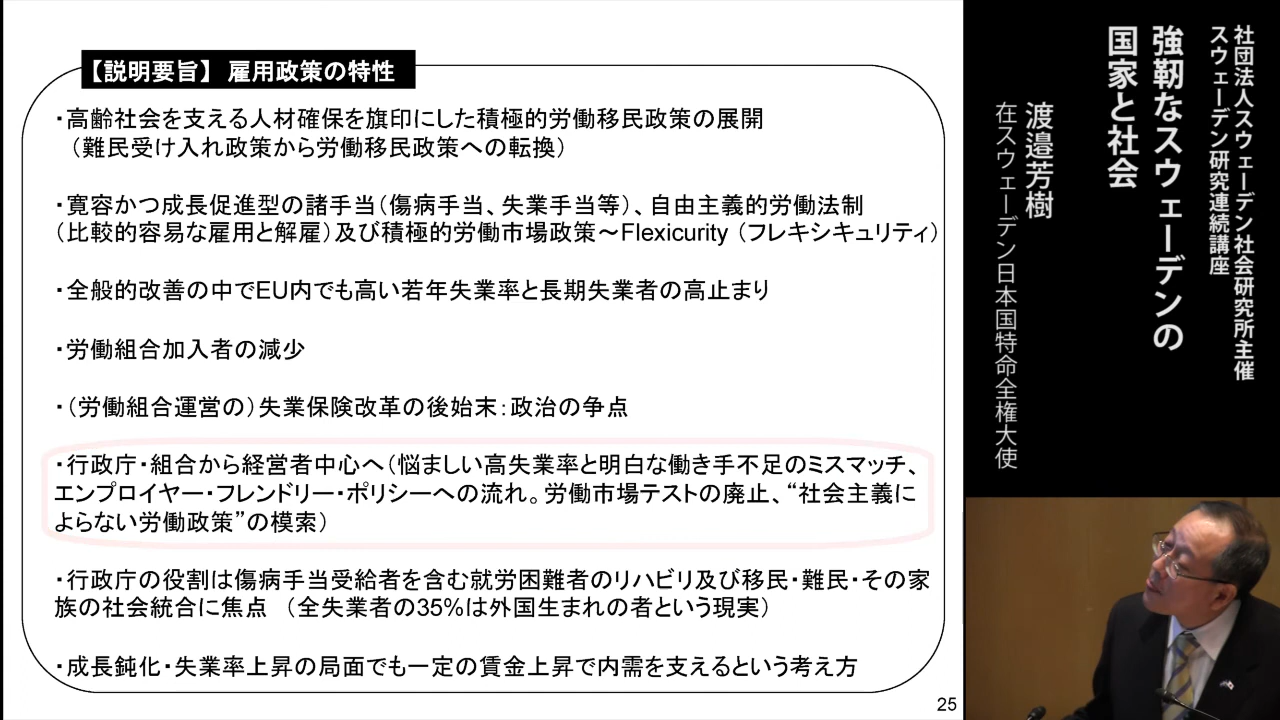 【説明要旨】 雇用政策の特性
・高齢社会を支える人材確保を旗印にした積極的労働移民政策の展開
（難民受け入れ政策から労働移民政策への転換）
・寛容かつ成長促進型の諸手当（傷病手当、失業手当等）、自由主義的労働法制
（比較的容易な雇用と解雇）及び積極的労働市場政策～Flexicurity（フレキシキュリティ）
・全般的改善の中でEU内でも高い若年失業率と長期失業者の高止まり
・労働組合加入者の減少
・（労働組合運営の）失業保険改革の後始末：政治の争点
・行政庁・組合から経営者中心へ（悩ましい高失業率と明白な働き手不足のミスマッチ、
エンプロイヤー・フレンドリー・ポリシーへの流れ。労働市場テストの廃止、“社会主義に
よらない労働政策”の模索）
・行政庁の役割は傷病手当受給者を含む就労困難者のリハビリ及び移民・難民・その家
族の社会統合に焦点 （全失業者の35%は外国生まれの者という現実）
・成長鈍化・失業率上昇の局面でも一定の賃金上昇で内需を支えるという考え方
25
社団法人スウェーデン社会研究所主催
スウェーデン研究連続講座
強靭なスウェーデンの
国家と社会
渡邉芳樹
在スウェーデン日本国特命全権大使